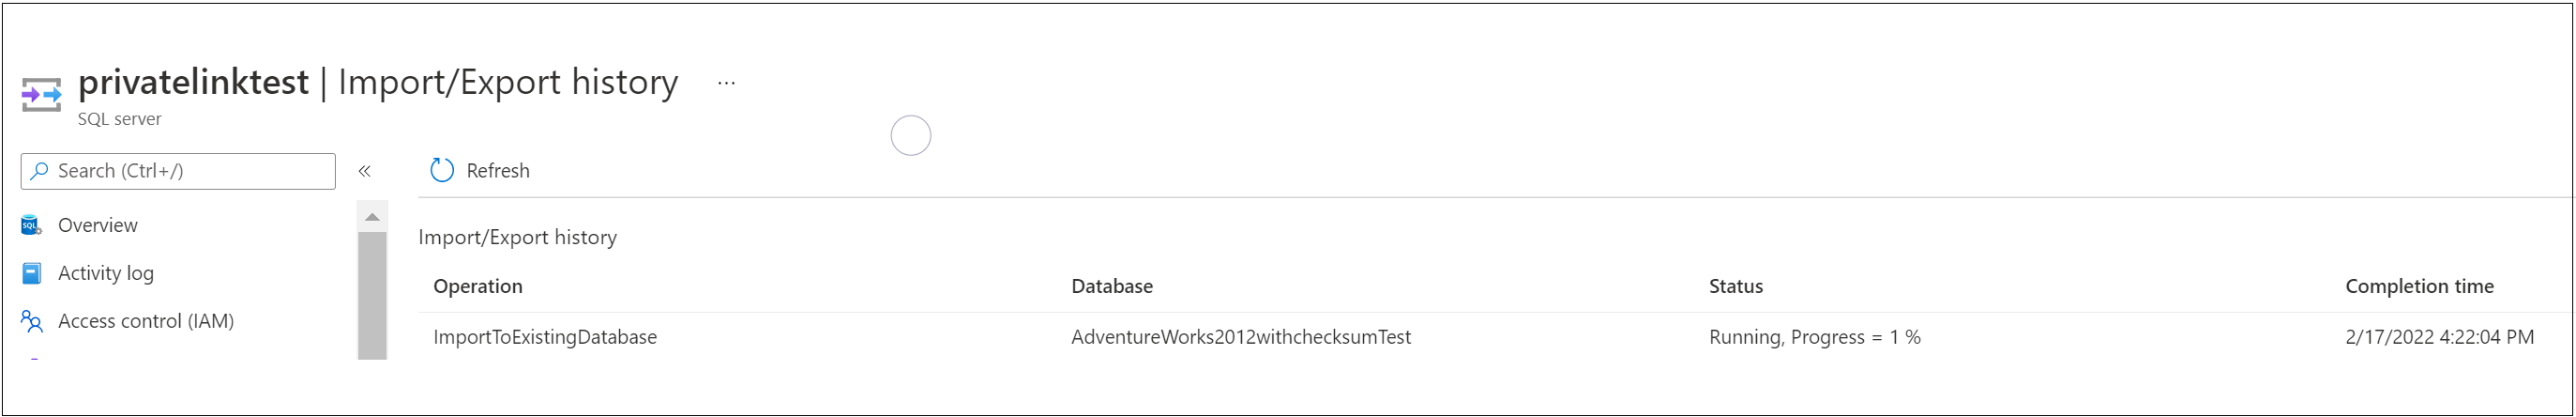 privatelinktest | Import/Export history ...
SQL server
Search (Ctrl+/)
«
Refresh
SQL
Overview
Activity log
Access control (IAM)
Import/Export history
Operation Database Status Completion time
ImportToExistingDatabase AdventureWorks2012withchecksumTest Running, Progress = 1 % 2/17/2022 4:22:04 PM